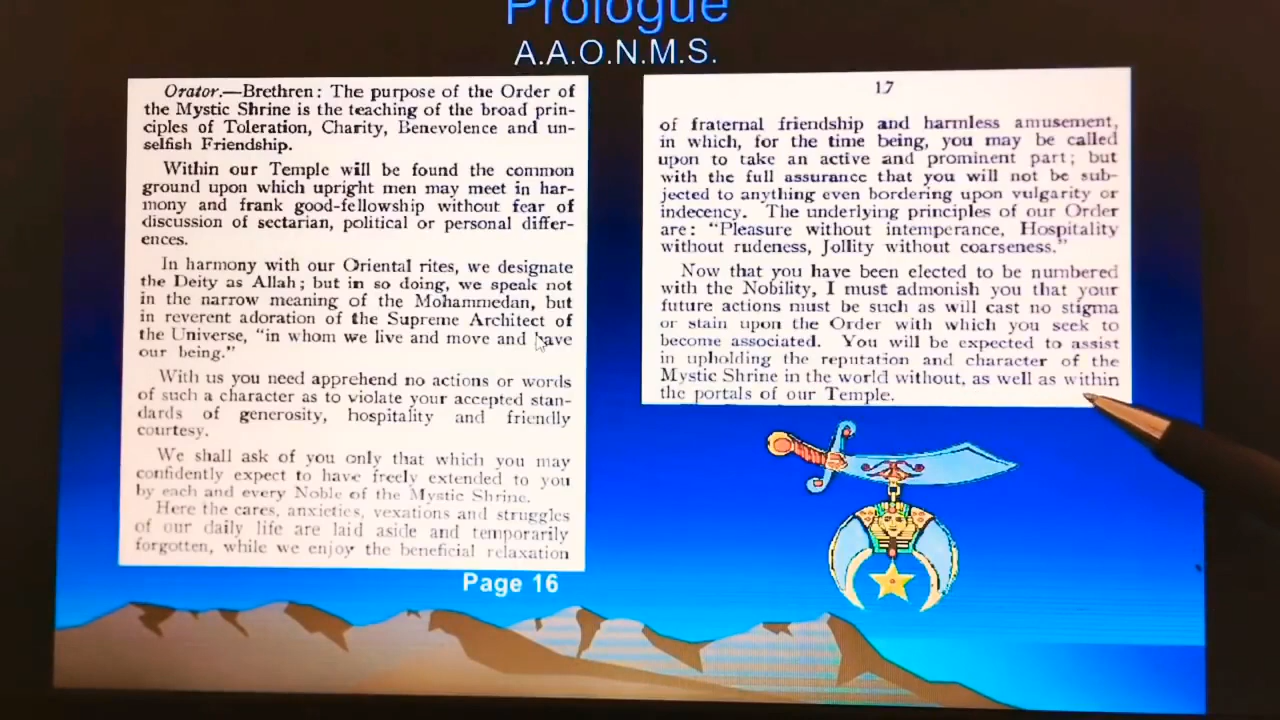 Prologue
A.A.O.N.M.S.
Orator.—Brethren: The purpose of the Order of
the Mystic Shrine is the teaching of the broad prin-
ciples of Toleration, Charity, Benevolence and un-
selfish Friendship.
Within our Temple will be found the common
ground upon which upright men may meet in har-
mony and frank good-fellowship without fear of
discussion of sectarian, political or personal differ-
ences.
In harmony with our Oriental rites, we designate
the Deity as Allah; but in so doing, we speak not
in the narrow meaning of the Mohammedan, but
in reverent adoration of the Supreme Architect of
the Universe, "in whom we live and move and have
our being."
With us you need apprehend no actions or words
of such a character as to violate your accepted stan-
dards of generosity, hospitality and friendly
courtesy.
We shall ask of you only that which you may
confidently expect to have freely extended to you
by each and every Noble of the Mystic Shrine.
Here the cares, anxieties, vexations and struggles
of our daily life are laid aside and temporarily
forgotten, while we enjoy the beneficial relaxation
Page 16
17
of fraternal friendship and harmless amusement,
in which, for the time being, you may be called
upon to take an active and prominent part; but
with the full assurance that you will not be sub-
jected to anything even bordering upon vulgarity or
indecency. The underlying principles of our Order
are: "Pleasure without intemperance, Hospitality
without rudeness, Jollity without coarseness."
Now that you have been elected to be numbered
with the Nobility, I must admonish you that your
future actions must be such as will cast no stigma
or stain upon the Order with which you seek to
become associated. You will be expected to assist
in upholding the reputation and character of the
Mystic Shrine in the world without, as well as within
the portals of our Temple.